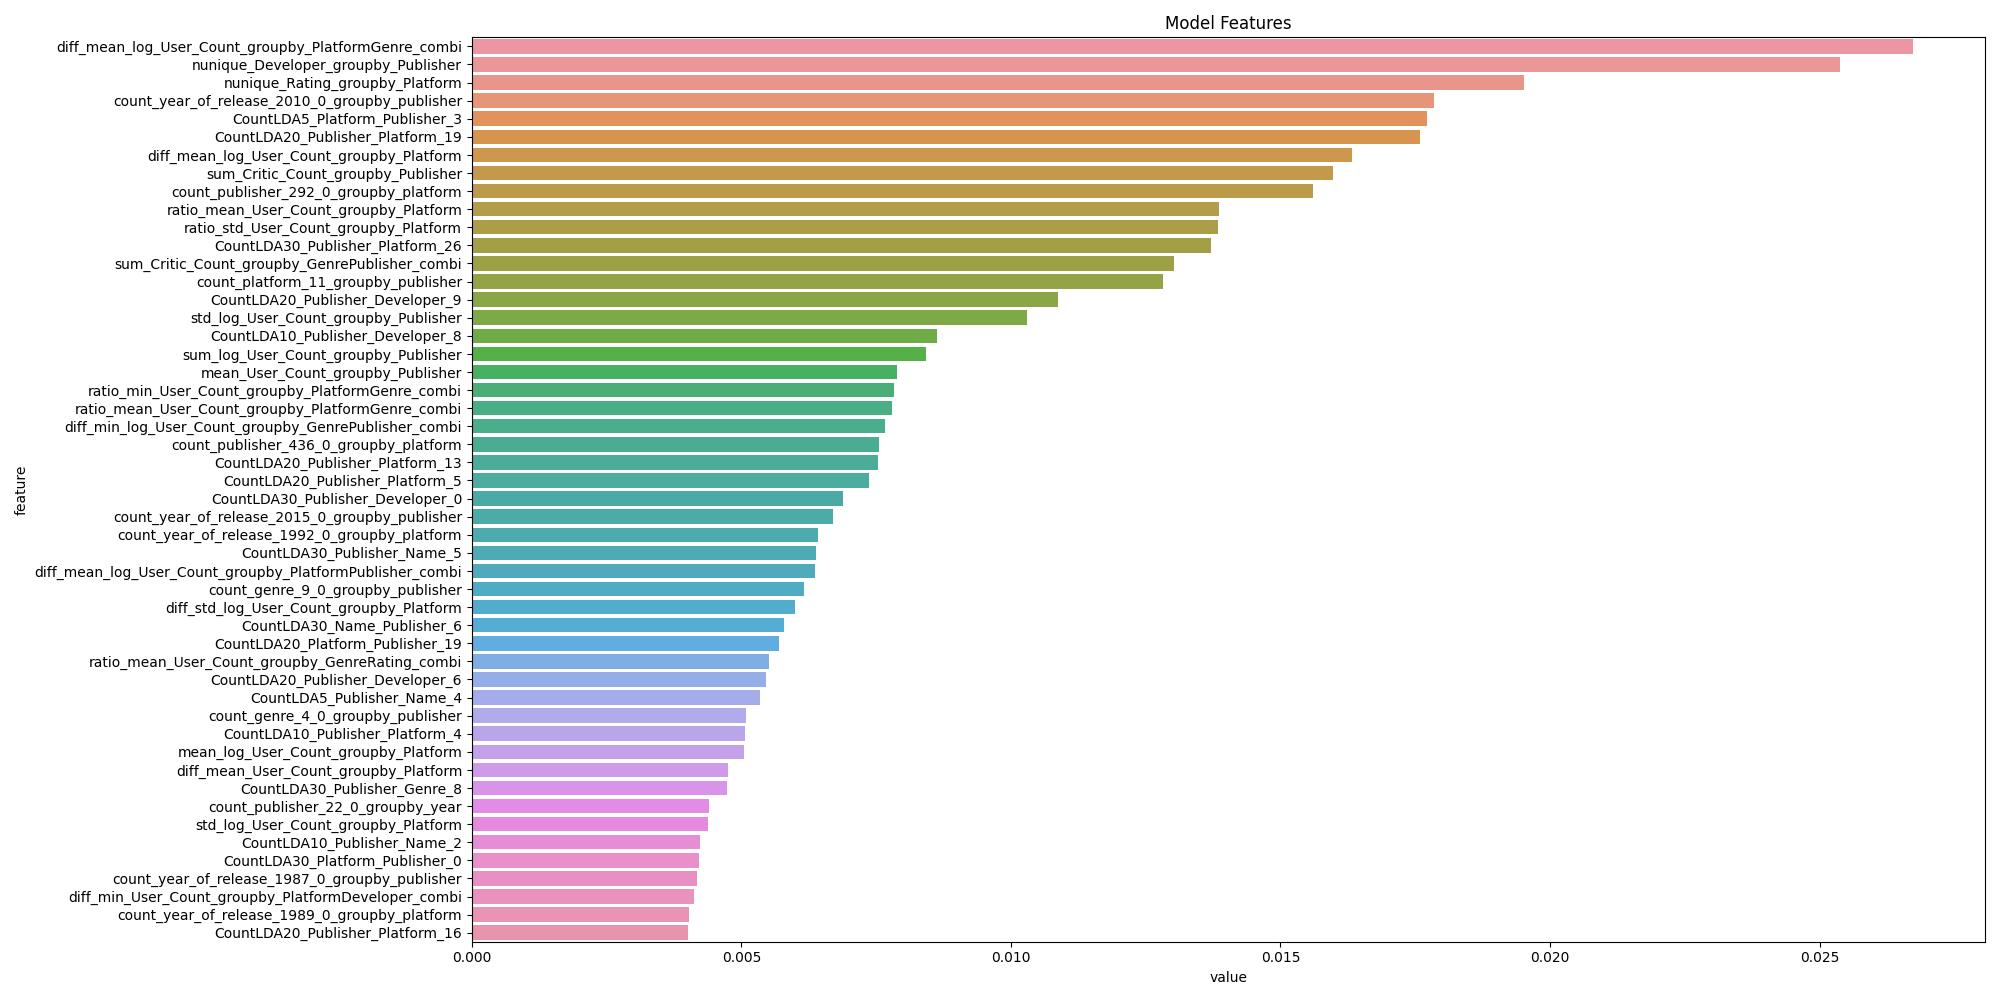 Model Features
diff_mean_log_User_Count_groupby_PlatformGenre_combi
nunique_Developer_groupby_Publisher
nunique_Rating_groupby_Platform
count_year_of_release_2010_0_groupby_publisher
CountLDA5_Platform_Publisher_3
CountLDA20_Publisher_Platform_19
diff_mean_log_User_Count_groupby_Platform
sum_Critic_Count_groupby_Publisher
count_publisher_292_0_groupby_platform
ratio_mean_User_Count_groupby_Platform
ratio_std_User_Count_groupby_Platform
CountLDA30_Publisher_Platform_26
sum_Critic_Count_groupby_GenrePublisher_combi
count_platform_11_groupby_publisher
CountLDA20_Publisher_Developer_9
std_log_User_Count_groupby_Publisher
CountLDA10_Publisher_Developer_8
sum_log_User_Count_groupby_Publisher
mean_User_Count_groupby_Publisher
ratio_min_User_Count_groupby_PlatformGenre_combi
ratio_mean_User_Count_groupby_PlatformGenre_combi
diff_min_log_User_Count_groupby_GenrePublisher_combi
count_publisher_436_0_groupby_platform
CountLDA20_Publisher_Platform_13
CountLDA20_Publisher_Platform_5
CountLDA30_Publisher_Developer_0
count_year_of_release_2015_0_groupby_publisher
count_year_of_release_1992_0_groupby_platform
CountLDA30_Publisher_Name_5
diff_mean_log_User_Count_groupby_PlatformPublisher_combi
count_genre_9_0_groupby_publisher
diff_std_log_User_Count_groupby_Platform
CountLDA30_Name_Publisher_6
CountLDA20_Platform_Publisher_19
ratio_mean_User_Count_groupby_GenreRating_combi
CountLDA20_Publisher_Developer_6
CountLDA5_Publisher_Name_4
count_genre_4_0_groupby_publisher
CountLDA10_Publisher_Platform_4
mean_log_User_Count_groupby_Platform
diff_mean_User_Count_groupby_Platform
CountLDA30_Publisher_Genre_8
count_publisher_22_0_groupby_year
std_log_User_Count_groupby_Platform
CountLDA10_Publisher_Name_2
CountLDA30_Platform_Publisher_0
count_year_of_release_1987_0_groupby_publisher
diff_min_User_Count_groupby_PlatformDeveloper_combi
count_year_of_release_1989_0_groupby_platform
CountLDA20_Publisher_Platform_16
feature
0.000 0.005 0.010 0.015 0.020 0.025
value